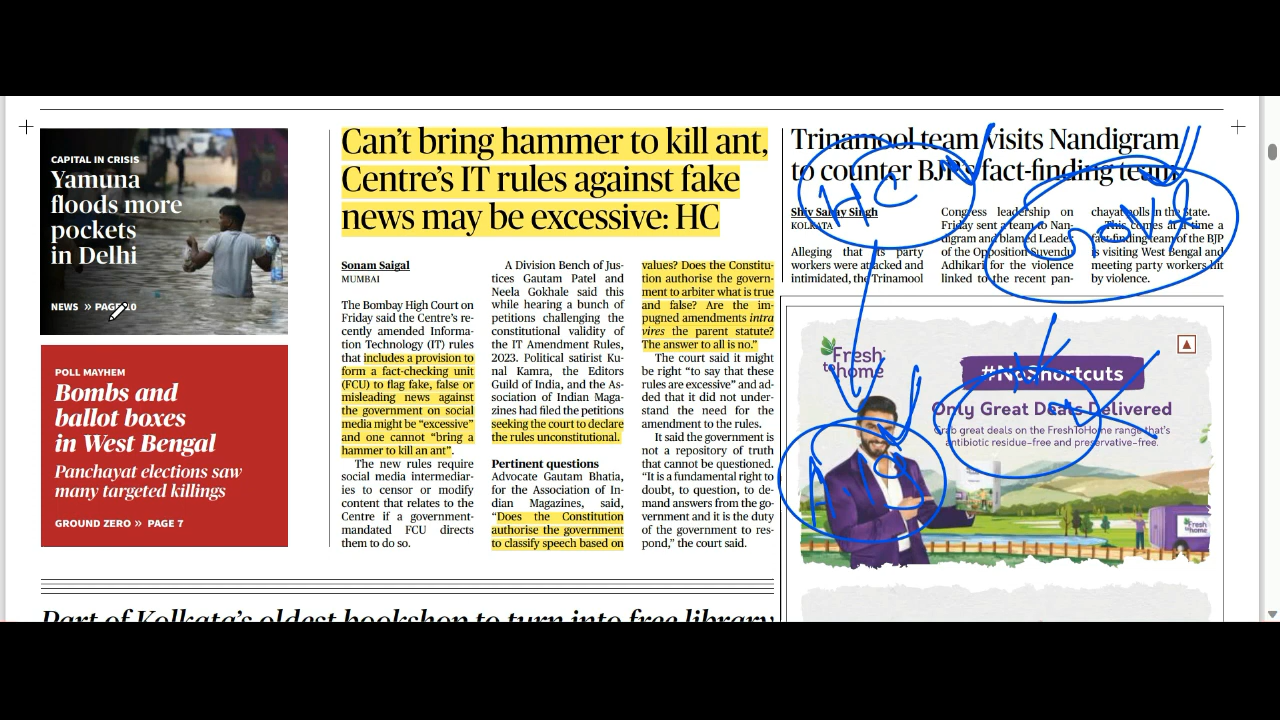 CAPITAL IN CRISIS
Yamuna
floods more
pockets
in Delhi
NEWS » PAGE 10
POLL MAYHEM
Bombs and
ballot boxes
in West Bengal
Panchayat elections saw
many targeted killings
GROUND ZERO » PAGE 7
Can't bring hammer to kill ant,
Centre's IT rules against fake
news may be excessive: HC
Sonam Saigal
MUMBAI
The Bombay High Court on
Friday said the Centre's re-
cently amended Informa-
tion Technology (IT) rules
that includes a provision to
form a fact-checking unit
(FCU) to flag fake, false or
misleading news against
the government on social
media might be "excessive"
and one cannot "bring a
hammer to kill an ant".
The new rules require
social media intermediar-
ies to censor or modify
content that relates to the
Centre if a government-
mandated FCU directs
them to do so.
A Division Bench of Jus-
tices Gautam Patel and
Neela Gokhale said this
while hearing a bunch of
petitions challenging the
constitutional validity of
the IT Amendment Rules,
2023. Political satirist Ku-
nal Kamra, the Editors
Guild of India, and the As-
sociation of Indian Maga-
zines had filed the petitions
seeking the court to declare
the rules unconstitutional.
Pertinent questions
Advocate Gautam Bhatia,
for the Association of In-
dian Magazines, said,
"Does the Constitution
authorise the government
to classify speech based on
values? Does the Constitu-
tion authorise the govern-
ment to arbiter what is true
and false? Are the im-
pugned amendments intra
vires the parent statute?
The answer to all is no."
The court said it might
be right "to say that these
rules are excessive" and ad-
ded that it did not under-
stand the need for the
amendment to the rules.
It said the government is
not a repository of truth
that cannot be questioned.
"It is a fundamental right to
doubt, to question, to de-
mand answers from the go-
vernment and it is the duty
of the government to res-
pond," the court said.
Trinamool team visits Nandigram
to counter BJP's fact-finding team
Shiv Sahay Singh
KOLKATA
Alleging that its party
workers were attacked and
intimidated, the Trinamool
Congress leadership on
Friday sent a team to Nan-
digram and blamed Leader
of the Opposition Suvendu
Adhikari for the violence
linked to the recent pan-
chayat polls in the State.
This comes at a time a
fact-finding team of the BJP
is visiting West Bengal and
meeting party workers hit
by violence.
HC
Govt
Fresh
to home
#NoShortcuts
Only Great Deals Delivered
Grab great deals on the FreshToHome range that's
antibiotic residue-free and preservative-free.
Fresh
to home
Part of Kolkata's oldest bookshop to turn into free library